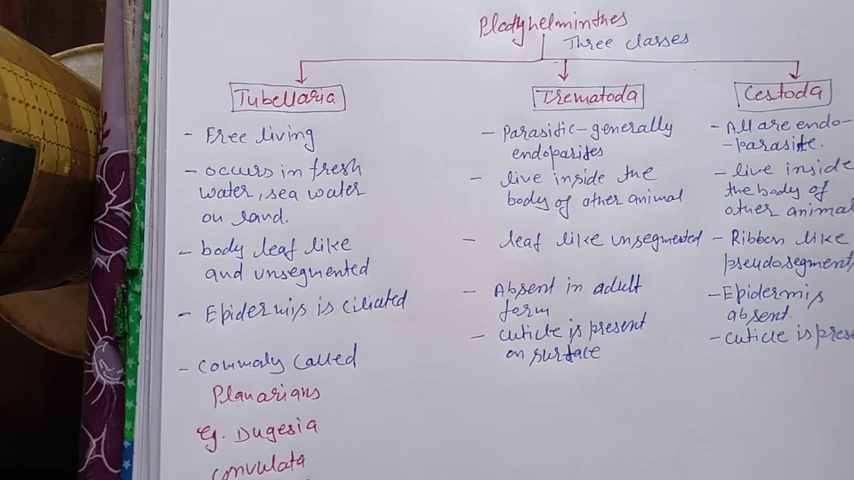 Pladyhelminthes
Three classes
Tubellaria
- Free living
- occurs in fresh
water, sea water
on land.
- body leaf like
and unsegmented
- Epidermis is ciliated
- Commonly called
Planarians
eg. Dugesia
Convulata
Trematoda
- Parasitic-generally
endoparisites
- live inside the
body of other animal
- leaf like unsegmented
- Absent in adult
form
- cuticle is present
on surface
Cestoda
- All are endo-
-parasite.
- live inside
the body of
other animal
- Ribbon like
pseudosegment
- Epidermis
absent.
- cuticle is prese